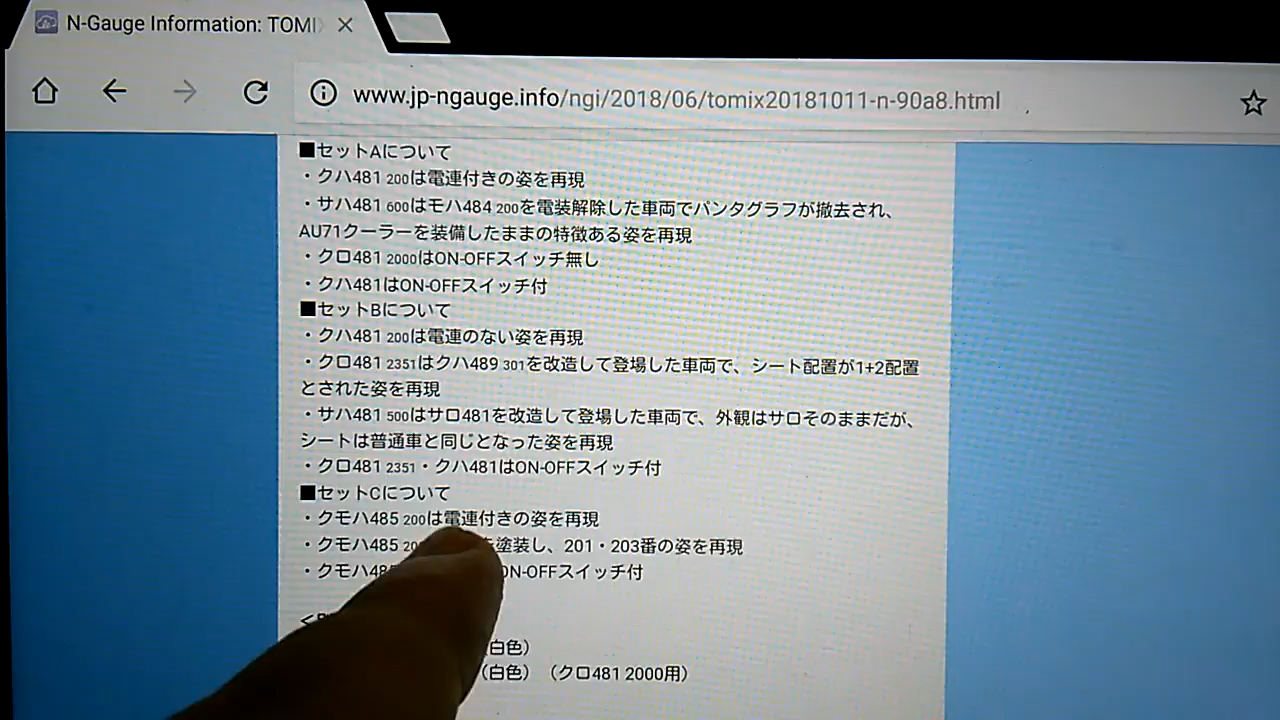 N-Gauge Information: TOMI
www.jp-ngauge.info/ngi/2018/06/tomix20181011-n-90a8.html
■セットAについて
・クハ481 200は電連付きの姿を再現
・サハ481 600はモハ484 200を電装解除した車両でパンタグラフが撤去され、
AU71クーラーを装備したままの特徴ある姿を再現
・クロ481 2000はON-OFFスイッチ無し
・クハ481はON-OFFスイッチ付
■セットBについて
・クハ481 200は電連のない姿を再現
・クロ481 2351はクハ489 301を改造して登場した車両で、シート配置が1+2配置
とされた姿を再現
・サハ481 500はサロ481を改造して登場した車両で、外観はサロそのままだが、
シートは普通車と同じとなった姿を再現
・クロ481 2351・クハ481はON-OFFスイッチ付
■セットCについて
・クモハ485 200は電連付きの姿を再現
・クモハ485 塗装し、201・203番の姿を再現
・クモハ ON-OFFスイッチ付
（白色）
（白色）（クロ481 2000用）